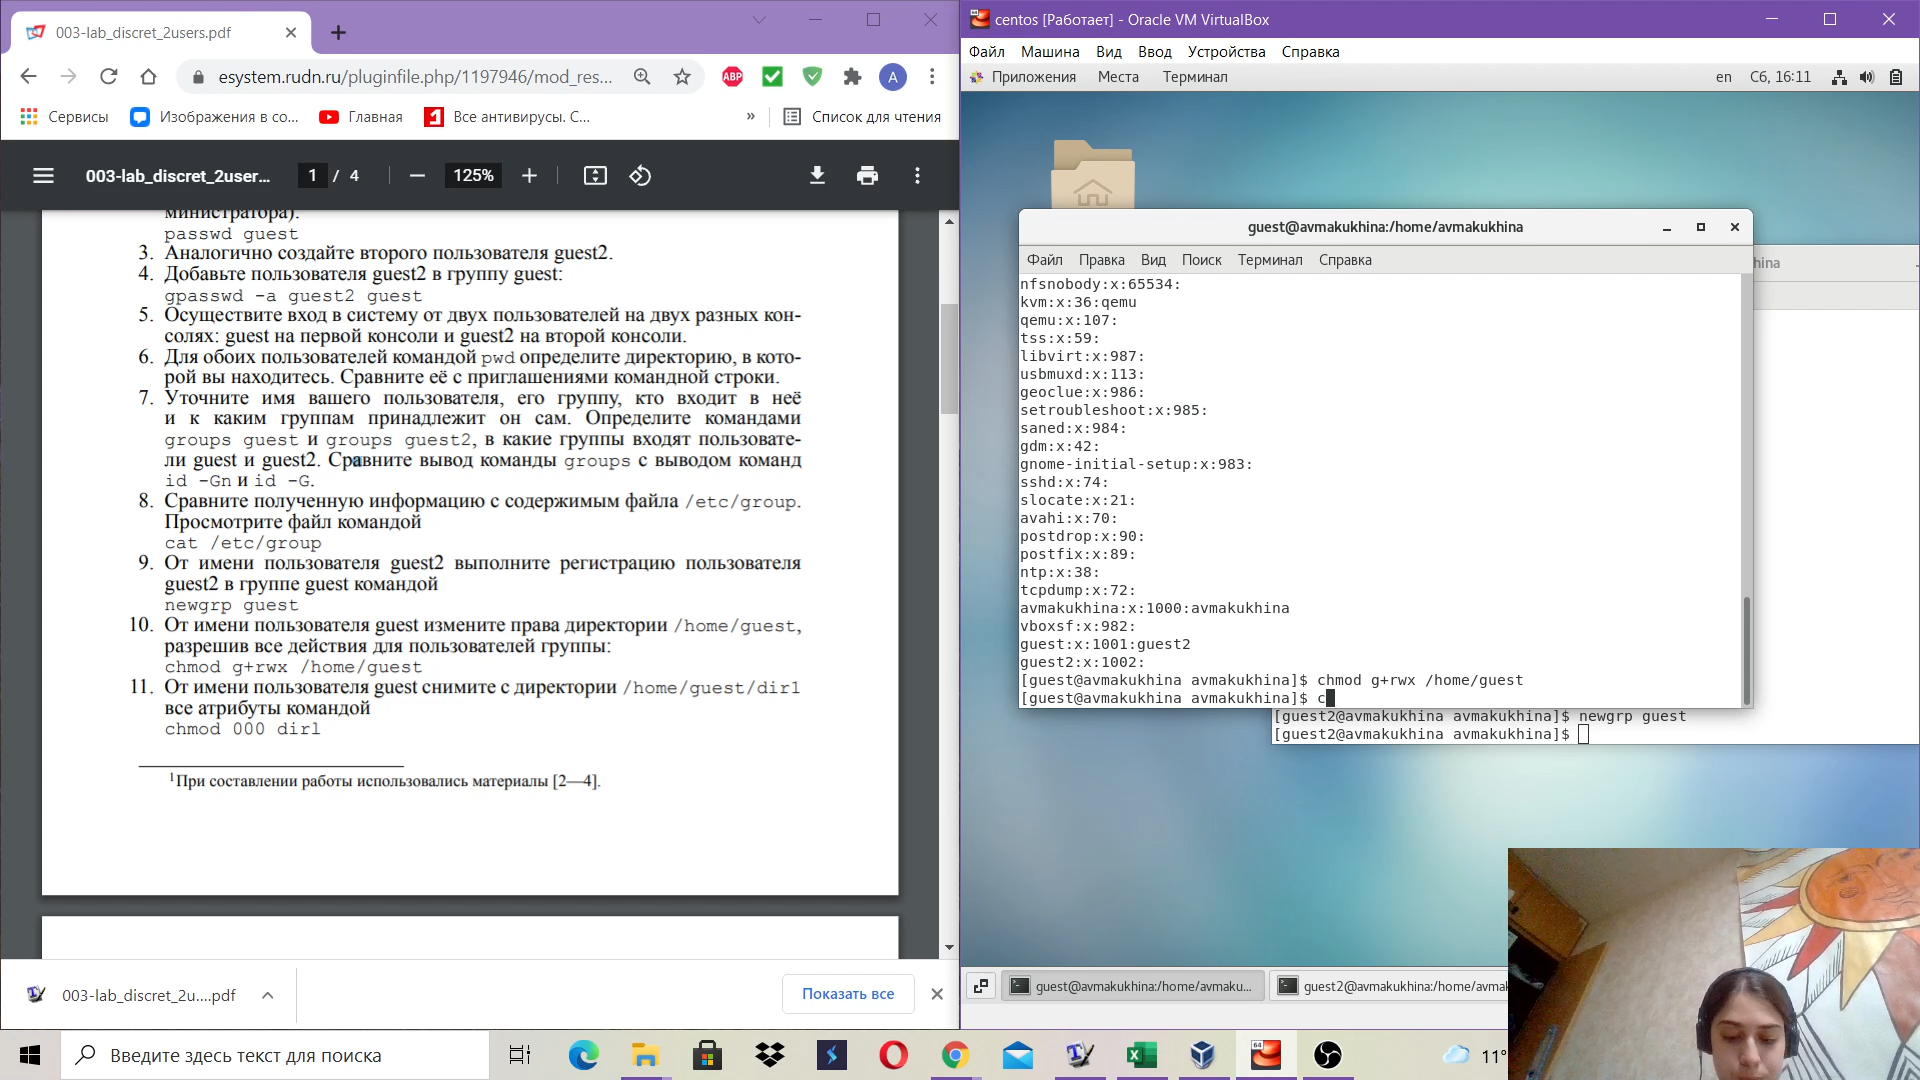 003-lab_discret_2users.pdf
esystem.rudn.ru/pluginfile.php/1197946/mod_res...
ABP
A
Сервисы
Изображения в со...
Главная
Все антивирусы. С...
»
Список для чтения
003-lab_discret_2user...
1 / 4
125%
министратора).
passwd guest
3. Аналогично создайте второго пользователя guest2.
4. Добавьте пользователя guest2 в группу guest:
gpasswd -a guest2 guest
5. Осуществите вход в систему от двух пользователей на двух разных кон-
солях: guest на первой консоли и guest2 на второй консоли.
6. Для обоих пользователей командой pwd определите директорию, в кото-
рой вы находитесь. Сравните её с приглашениями командной строки.
7. Уточните имя вашего пользователя, его группу, кто входит в неё
и к каким группам принадлежит он сам. Определите командами
groups guest и groups guest2, в какие группы входят пользовате-
ли guest и guest2. Сравните вывод команды groups с выводом команд
id -Gn и id -G.
8. Сравните полученную информацию с содержимым файла /etc/group.
Просмотрите файл командой
cat /etc/group
9. От имени пользователя guest2 выполните регистрацию пользователя
guest2 в группе guest командой
newgrp guest
10. От имени пользователя guest измените права директории /home/guest,
разрешив все действия для пользователей группы:
chmod g+rwx /home/guest
11. От имени пользователя guest снимите с директории /home/guest/dir1
все атрибуты командой
chmod 000 dir1
1 При составлении работы использовались материалы [2—4].
003-lab_discret_2u....pdf
Показать все
Введите здесь текст для поиска
centos [Работает] - Oracle VM VirtualBox
Файл Машина Вид Ввод Устройства Справка
Приложения Места Терминал
en Сб, 16:11
guest@avmakukhina:/home/avmakukhina
hina
Файл Правка Вид Поиск Терминал Справка
nfsnobody:x:65534:
kvm:x:36:qemu
qemu:x:107:
tss:x:59:
libvirt:x:987:
usbmuxd:x:113:
geoclue:x:986:
setroubleshoot:x:985:
saned:x:984:
gdm:x:42:
gnome-initial-setup:x:983:
sshd:x:74:
slocate:x:21:
avahi:x:70:
postdrop:x:90:
postfix:x:89:
ntp:x:38:
tcpdump:x:72:
avmakukhina:x:1000:avmakukhina
vboxsf:x:982:
guest:x:1001:guest2
guest2:x:1002:
[guest@avmakukhina avmakukhina]$ chmod g+rwx /home/guest
[guest@avmakukhina avmakukhina]$ c
[guest2@avmakukhina avmakukhina]$ newgrp guest
[guest2@avmakukhina avmakukhina]$
guest@avmakukhina:/home/avmaku...
guest2@avmakukhina:/home/avmak
11°